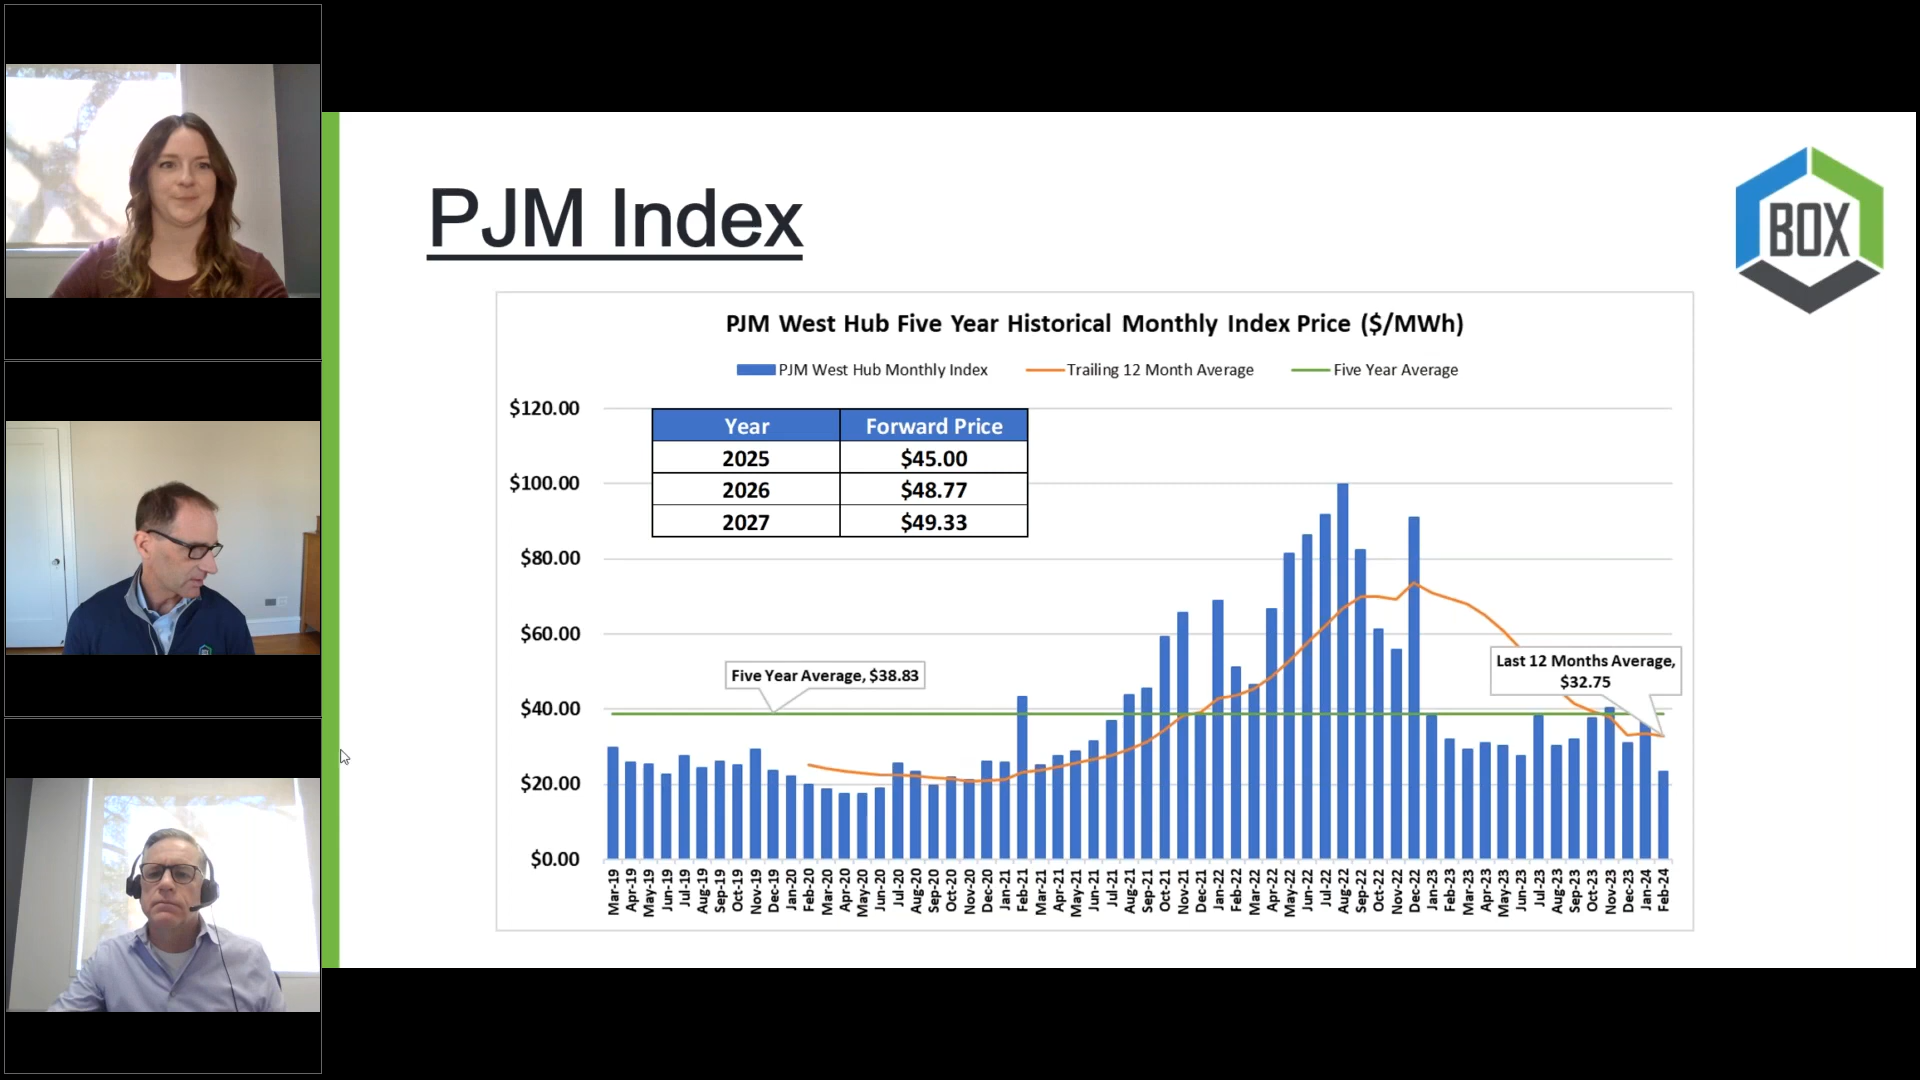 PJM Index
BOX
PJM West Hub Five Year Historical Monthly Index Price ($/MWh)
PJM West Hub Monthly Index
Trailing 12 Month Average
Five Year Average
$120.00
$100.00
$80.00
$60.00
$40.00
$20.00
$0.00
Year Forward Price
2025 $45.00
2026 $48.77
2027 $49.33
Five Year Average, $38.83
Last 12 Months Average,
$32.75
Mar-19
Apr-19
May-19
Jun-19
Jul-19
Aug-19
Sep-19
Oct-19
Nov-19
Dec-19
Jan-20
Feb-20
Mar-20
Apr-20
May-20
Jun-20
Jul-20
Aug-20
Sep-20
Oct-20
Nov-20
Dec-20
Jan-21
Feb-21
Mar-21
Apr-21
May-21
Jun-21
Jul-21
Aug-21
Sep-21
Oct-21
Nov-21
Dec-21
Jan-22
Feb-22
Mar-22
Apr-22
May-22
Jun-22
Jul-22
Aug-22
Sep-22
Oct-22
Nov-22
Dec-22
Jan-23
Feb-23
Mar-23
Apr-23
May-23
Jun-23
Jul-23
Aug-23
Sep-23
Oct-23
Nov-23
Dec-23
Jan-24
Feb-24